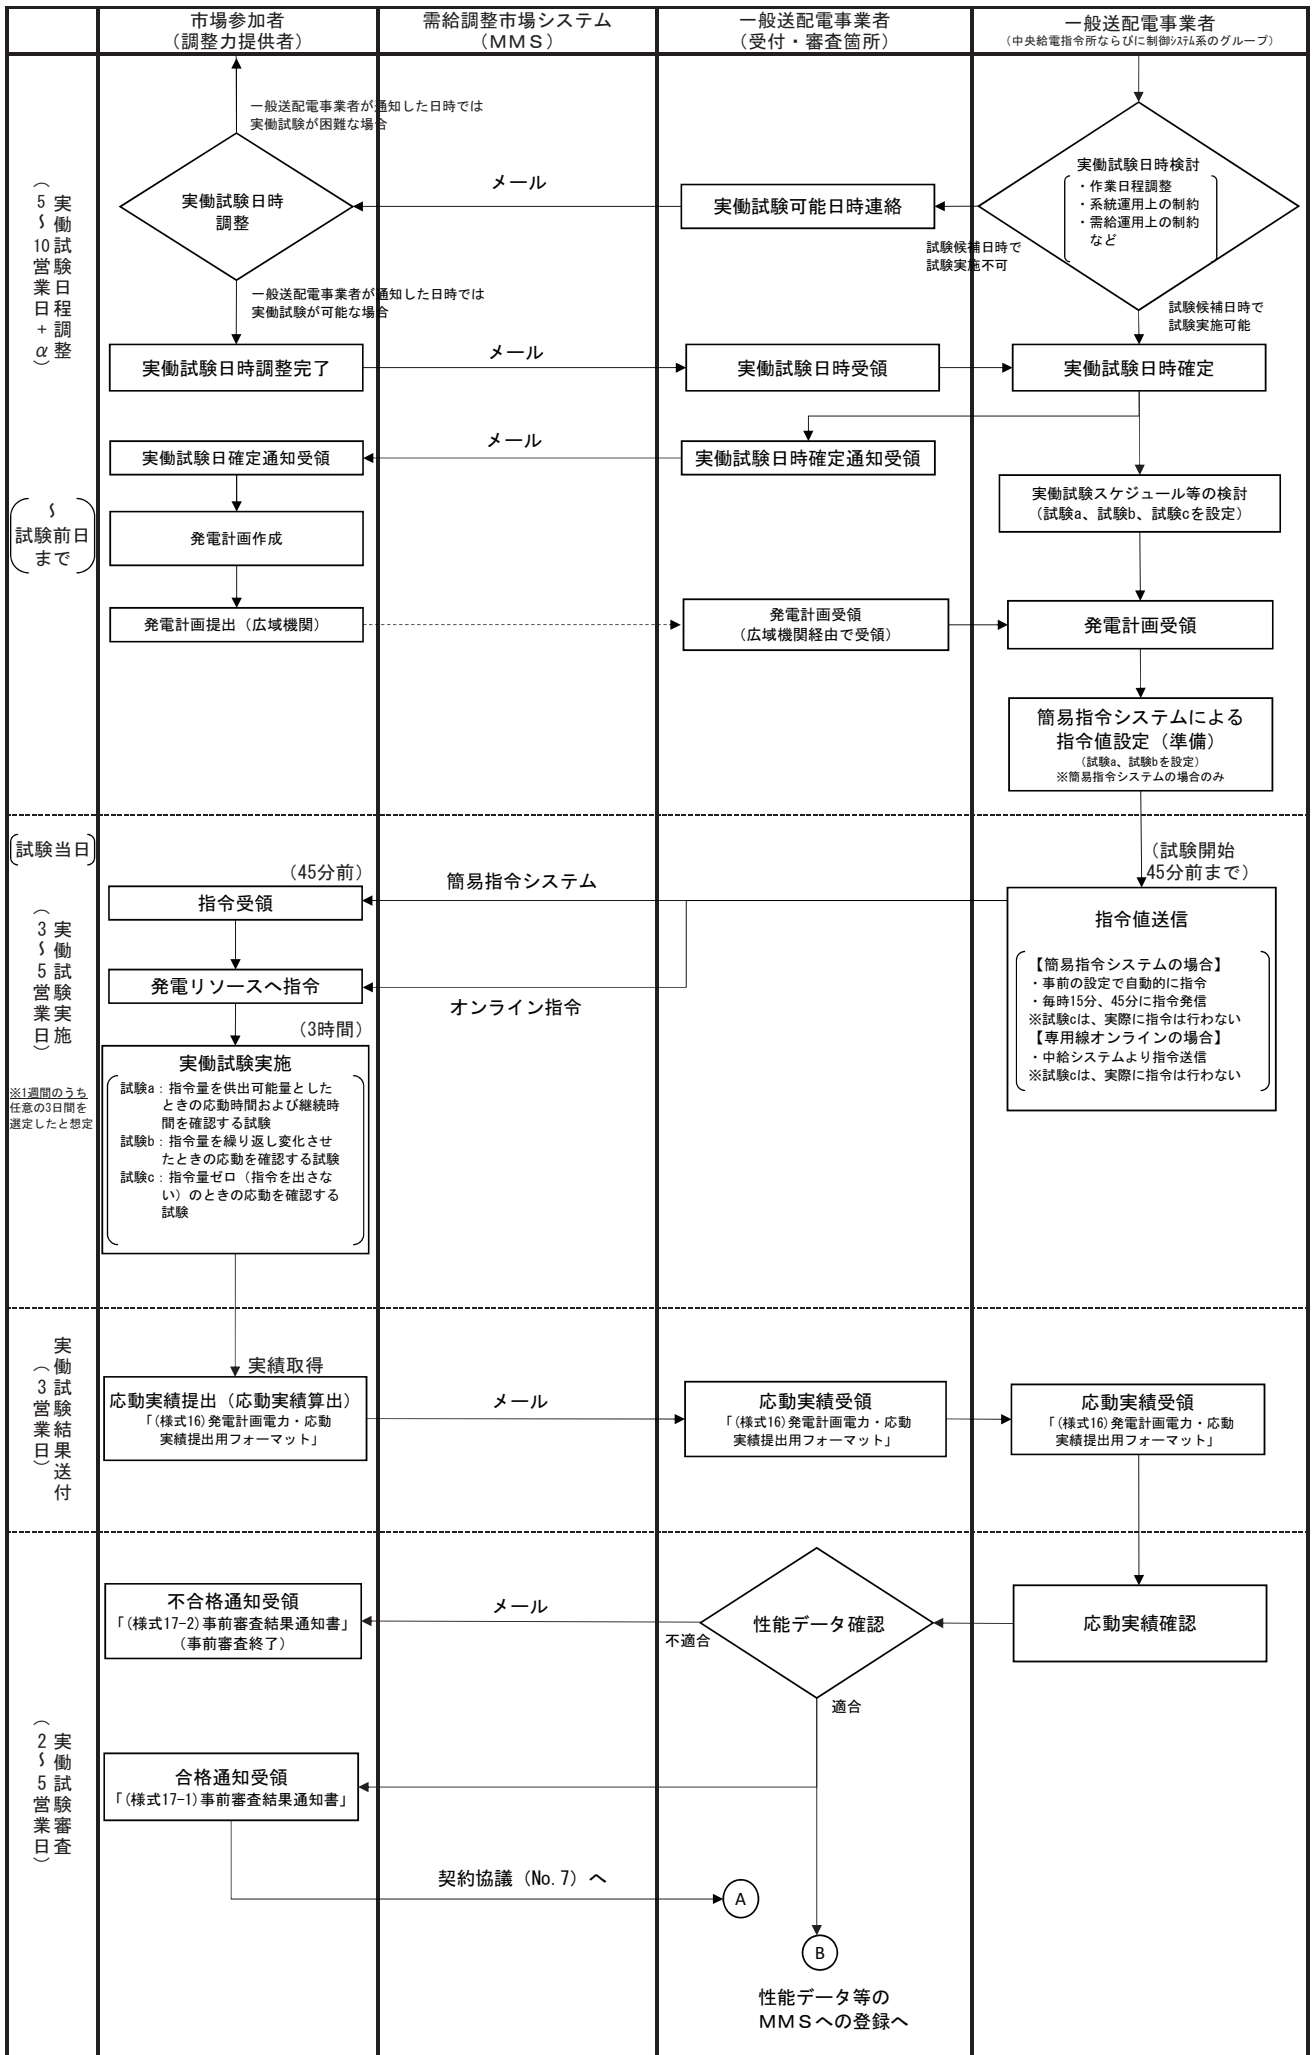 市場参加者
（調整力提供者）
需給調整市場システム
（ＭＭＳ）
一般送配電事業者
（受付・審査箇所）
一般送配電事業者
（中央給電指令所ならびに制御ｼｽﾃﾑ系のグループ）
実働試験日程調整
（5～10営業日＋α）
一般送配電事業者が通知した日時では
実働試験が困難な場合
実働試験日時
調整
メール
実働試験可能日時連絡
実働試験日時検討
・作業日程調整
・系統運用上の制約
・需給運用上の制約
など
試験候補日時で
試験実施不可
一般送配電事業者が通知した日時では
実働試験が可能な場合
試験候補日時で
試験実施可能
実働試験日時調整完了
メール
実働試験日時受領
実働試験日時確定
実働試験日確定通知受領
メール
実働試験日時確定通知受領
～
試験前日
まで
発電計画作成
実働試験スケジュール等の検討
（試験a、試験b、試験cを設定）
発電計画提出（広域機関）
発電計画受領
（広域機関経由で受領）
発電計画受領
簡易指令システムによる
指令値設定（準備）
（試験a、試験bを設定）
※簡易指令システムの場合のみ
試験当日
実働試験実施
（3～5営業日）
※1週間のうち
任意の3日間を
選定したと想定
（45分前）
指令受領
簡易指令システム
（試験開始
45分前まで）
発電リソースへ指令
オンライン指令
指令値送信
【簡易指令システムの場合】
・事前の設定で自動的に指令
・毎時15分、45分に指令発信
※試験cは、実際に指令は行わない
【専用線オンラインの場合】
・中給システムより指令送信
※試験cは、実際に指令は行わない
（3時間）
実働試験実施
試験a：指令量を供出可能量とした
ときの応動時間および継続時
間を確認する試験
試験b：指令量を繰り返し変化させ
たときの応動を確認する試験
試験c：指令量ゼロ（指令を出さな
い）のときの応動を確認する
試験
実働試験結果送付
（3営業日）
実績取得
応動実績提出（応動実績算出）
「(様式16)発電計画電力・応動
実績提出用フォーマット」
メール
応動実績受領
「(様式16)発電計画電力・応動
実績提出用フォーマット」
応動実績受領
「(様式16)発電計画電力・応動
実績提出用フォーマット」
実働試験審査
（2～5営業日）
不合格通知受領
「(様式17-2)事前審査結果通知書」
（事前審査終了）
メール
不適合
性能データ確認
応動実績確認
適合
合格通知受領
「(様式17-1)事前審査結果通知書」
契約協議（No.7）へ
A
B
性能データ等の
ＭＭＳへの登録へ